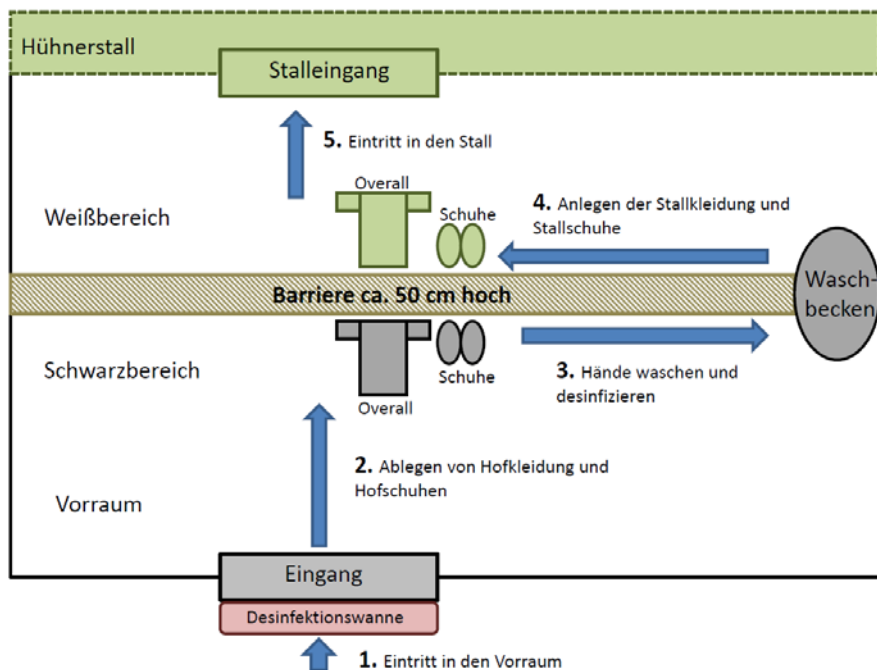 Hühnerstall
Stalleingang
5. Eintritt in den Stall
Overall
Schuhe
Weißbereich
4. Anlegen der Stallkleidung und
Stallschuhe
Wasch-
becken
Barriere ca. 50 cm hoch
Schwarzbereich
Schuhe
Overall
3. Hände waschen und
desinfizieren
2. Ablegen von Hofkleidung und
Hofschuhen
Vorraum
Eingang
Desinfektionswanne
1. Eintritt in den Vorraum